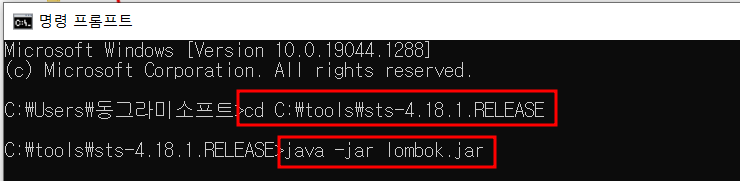 명령 프롬프트
Microsoft Windows [Version 10.0.19044.1288]
(c) Microsoft Corporation. All rights reserved.
C:₩Users₩동그라미소프트>cd C:₩tools₩sts-4.18.1.RELEASE
C:₩tools₩sts-4.18.1.RELEASE>java -jar lombok.jar